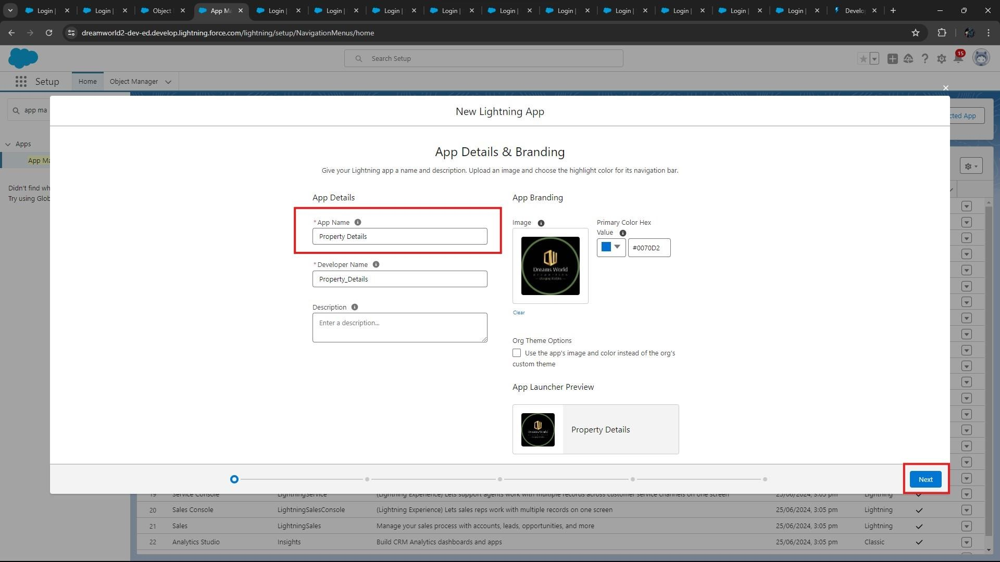 Login |
Login |
Object
App Ma
Login |
Login |
Login |
Login |
Login |
Login |
Login |
Login |
Login |
Login |
Develo
dreamworld2-dev-ed.develop.lightning.force.com/lightning/setup/NavigationMenus/home
Search Setup
15
Setup
Home
Object Manager
app ma
New Lightning App
cted App
Apps
App Ma
Didn't find wh
Try using Glob
App Details & Branding
Give your Lightning app a name and description. Upload an image and choose the highlight color for its navigation bar.
App Details
App Branding
*App Name
Property Details
Image
Primary Color Hex
Value
#0070D2
Dreams World
properties
*Developer Name
Property_Details
Description
Enter a description...
Clear
Org Theme Options
Use the app's image and color instead of the org's
custom theme
App Launcher Preview
Dreams World
Property Details
Next
19 Service Console LightningService (Lightning Experience) Lets support agents work with multiple records across customer service channels on one screen 25/06/2024, 3:05 pm Lightning
20 Sales Console LightningSalesConsole (Lightning Experience) Lets sales reps work with multiple records on one screen 25/06/2024, 3:05 pm Lightning
21 Sales LightningSales Manage your sales process with accounts, leads, opportunities, and more 25/06/2024, 3:05 pm Lightning
22 Analytics Studio Insights Build CRM Analytics dashboards and apps 25/06/2024, 3:05 pm Classic